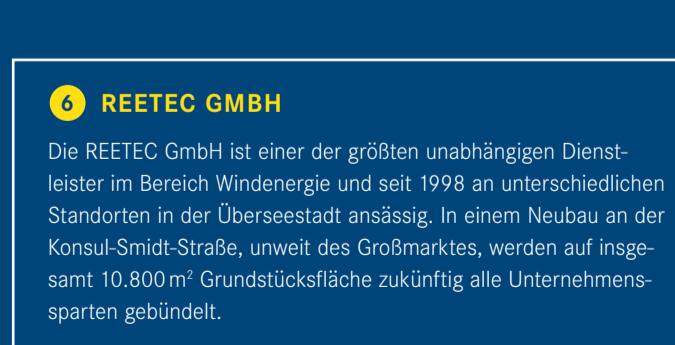 6 REETEC GMBH
Die REETEC GmbH ist einer der größten unabhängigen Dienst-
leister im Bereich Windenergie und seit 1998 an unterschiedlichen
Standorten in der Überseestadt ansässig. In einem Neubau an der
Konsul-Smidt-Straße, unweit des Großmarktes, werden auf insge-
samt 10.800 m² Grundstücksfläche zukünftig alle Unternehmens-
sparten gebündelt.